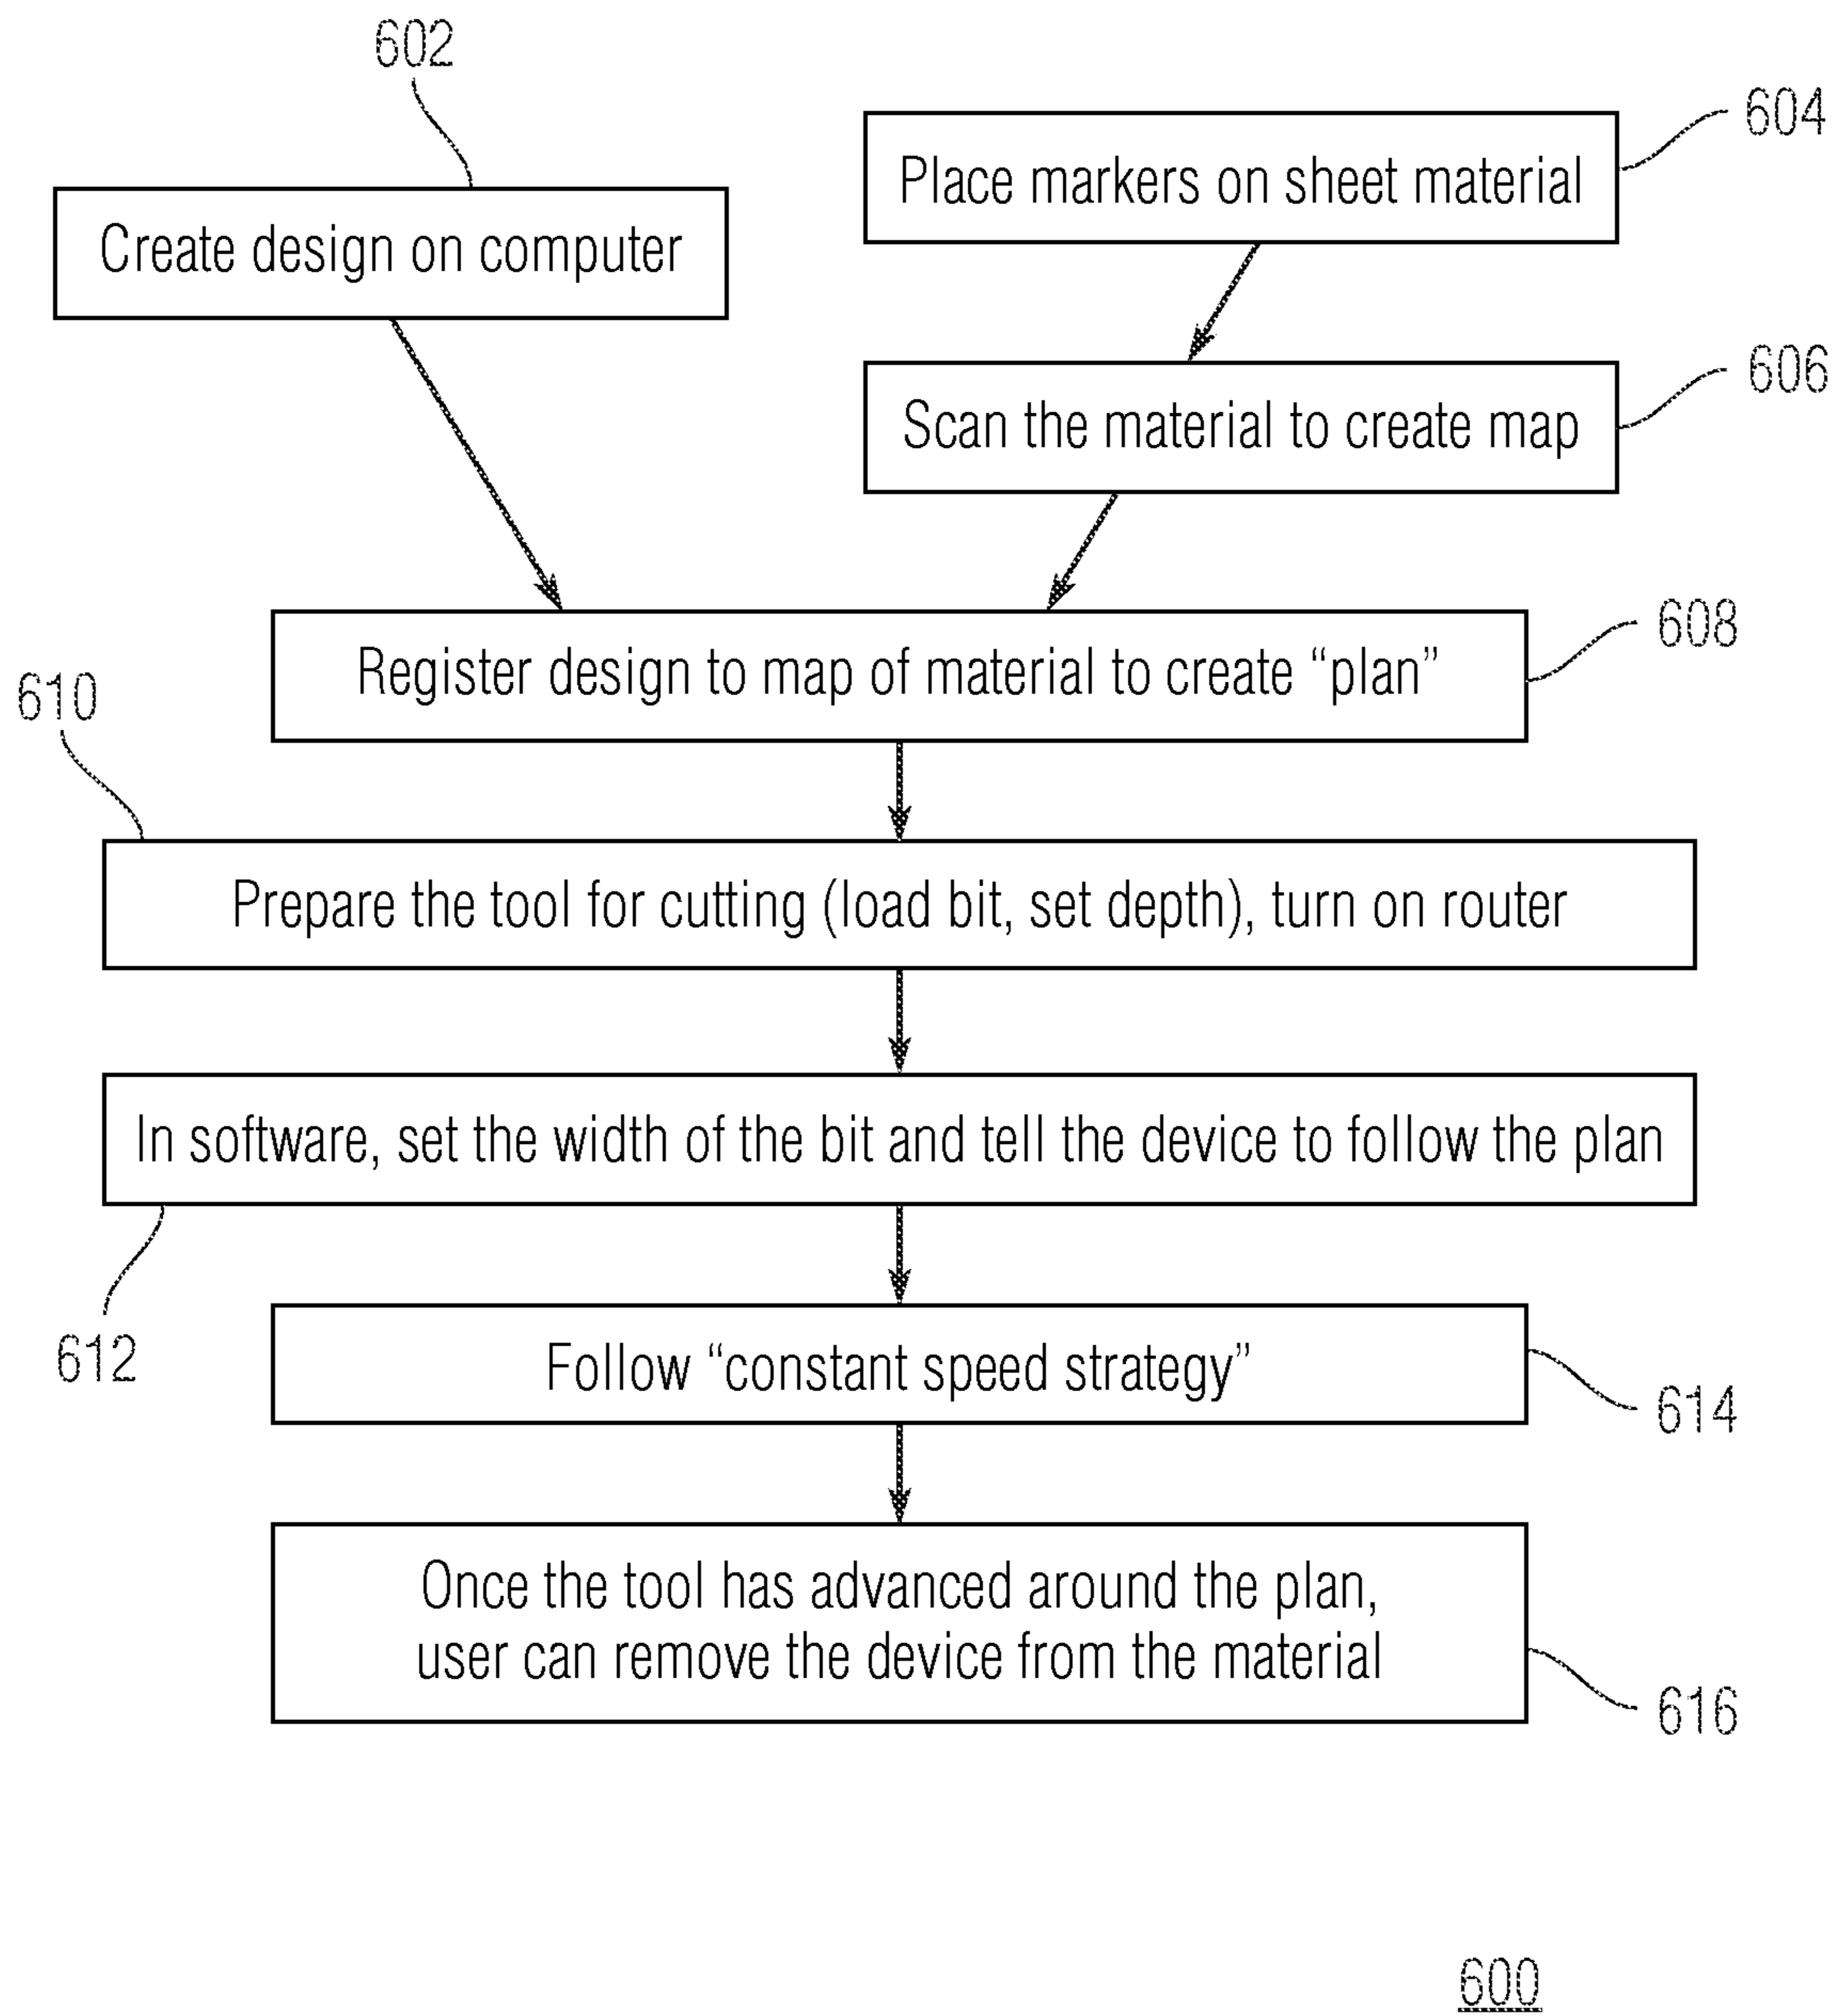 602
604
Place markers on sheet material
Create design on computer
606
Scan the material to create map
608
Register design to map of material to create “plan”
610
Prepare the tool for cutting (load bit, set depth), turn on router
In software, set the width of the bit and tell the device to follow the plan
612
Follow “constant speed strategy”
614
Once the tool has advanced around the plan,
user can remove the device from the material
616
600